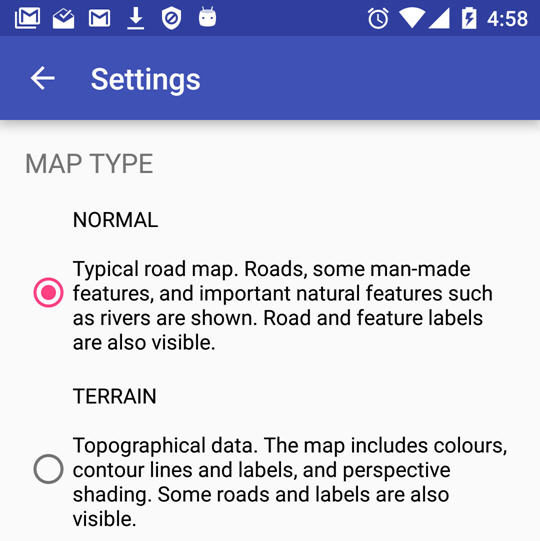 4:58
Settings
MAP TYPE
NORMAL
Typical road map. Roads, some man-made
features, and important natural features such
as rivers are shown. Road and feature labels
are also visible.
TERRAIN
Topographical data. The map includes colours,
contour lines and labels, and perspective
shading. Some roads and labels are also
visible.